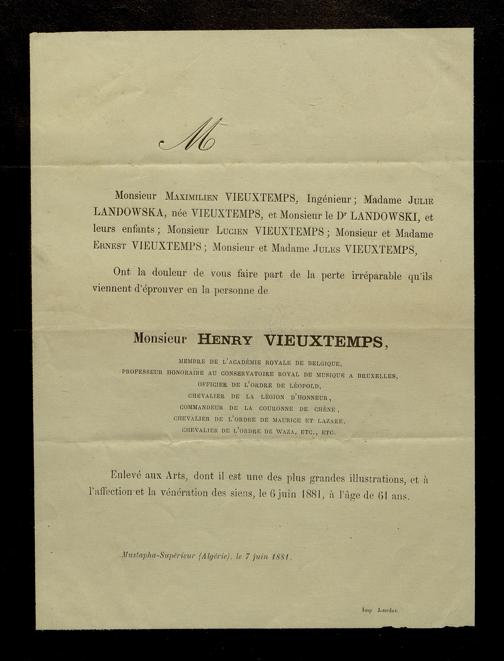 M
Monsieur Maximilien VIEUXTEMPS, Ingénieur ; Madame Julie
LANDOWSKA, née VIEUXTEMPS, et Monsieur le Dr LANDOWSKI, et
leurs enfants ; Monsieur Lucien VIEUXTEMPS ; Monsieur et Madame
Ernest VIEUXTEMPS ; Monsieur et Madame Jules VIEUXTEMPS,
Ont la douleur de vous faire part de la perte irréparable qu'ils
viennent d'éprouver en la personne de
Monsieur Henry VIEUXTEMPS,
MEMBRE DE L'ACADÉMIE ROYALE DE BELGIQUE,
PROFESSEUR HONORAIRE AU CONSERVATOIRE ROYAL DE MUSIQUE A BRUXELLES,
OFFICIER DE L'ORDRE DE LÉOPOLD,
CHEVALIER DE LA LÉGION D'HONNEUR,
COMMANDEUR DE LA COURONNE DE CHÊNE,
CHEVALIER DE L'ORDRE DE MAURICE ET LAZARE,
CHEVALIER DE L'ORDRE DE WAZA, ETC., ETC.
Enlevé aux Arts, dont il est une des plus grandes illustrations, et à
l'affection et la vénération des siens, le 6 juin 1881, à l'âge de 61 ans.
Mustapha-Supérieur (Algérie), le 7 juin 1881.
Imp